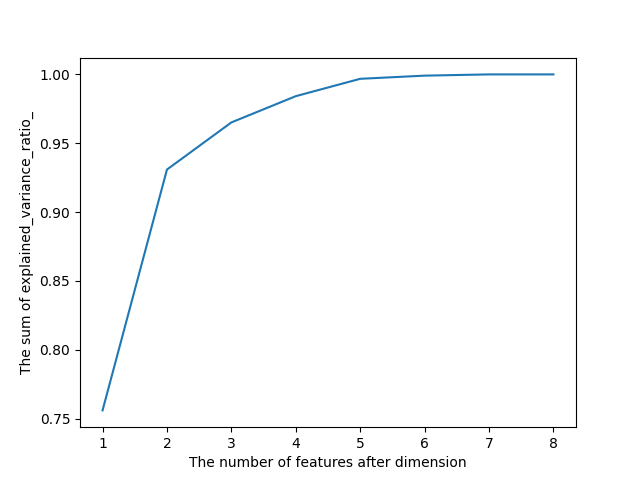 The sum of explained_variance_ratio_
1.00
0.95
0.90
0.85
0.80
0.75
1 2 3 4 5 6 7 8
The number of features after dimension